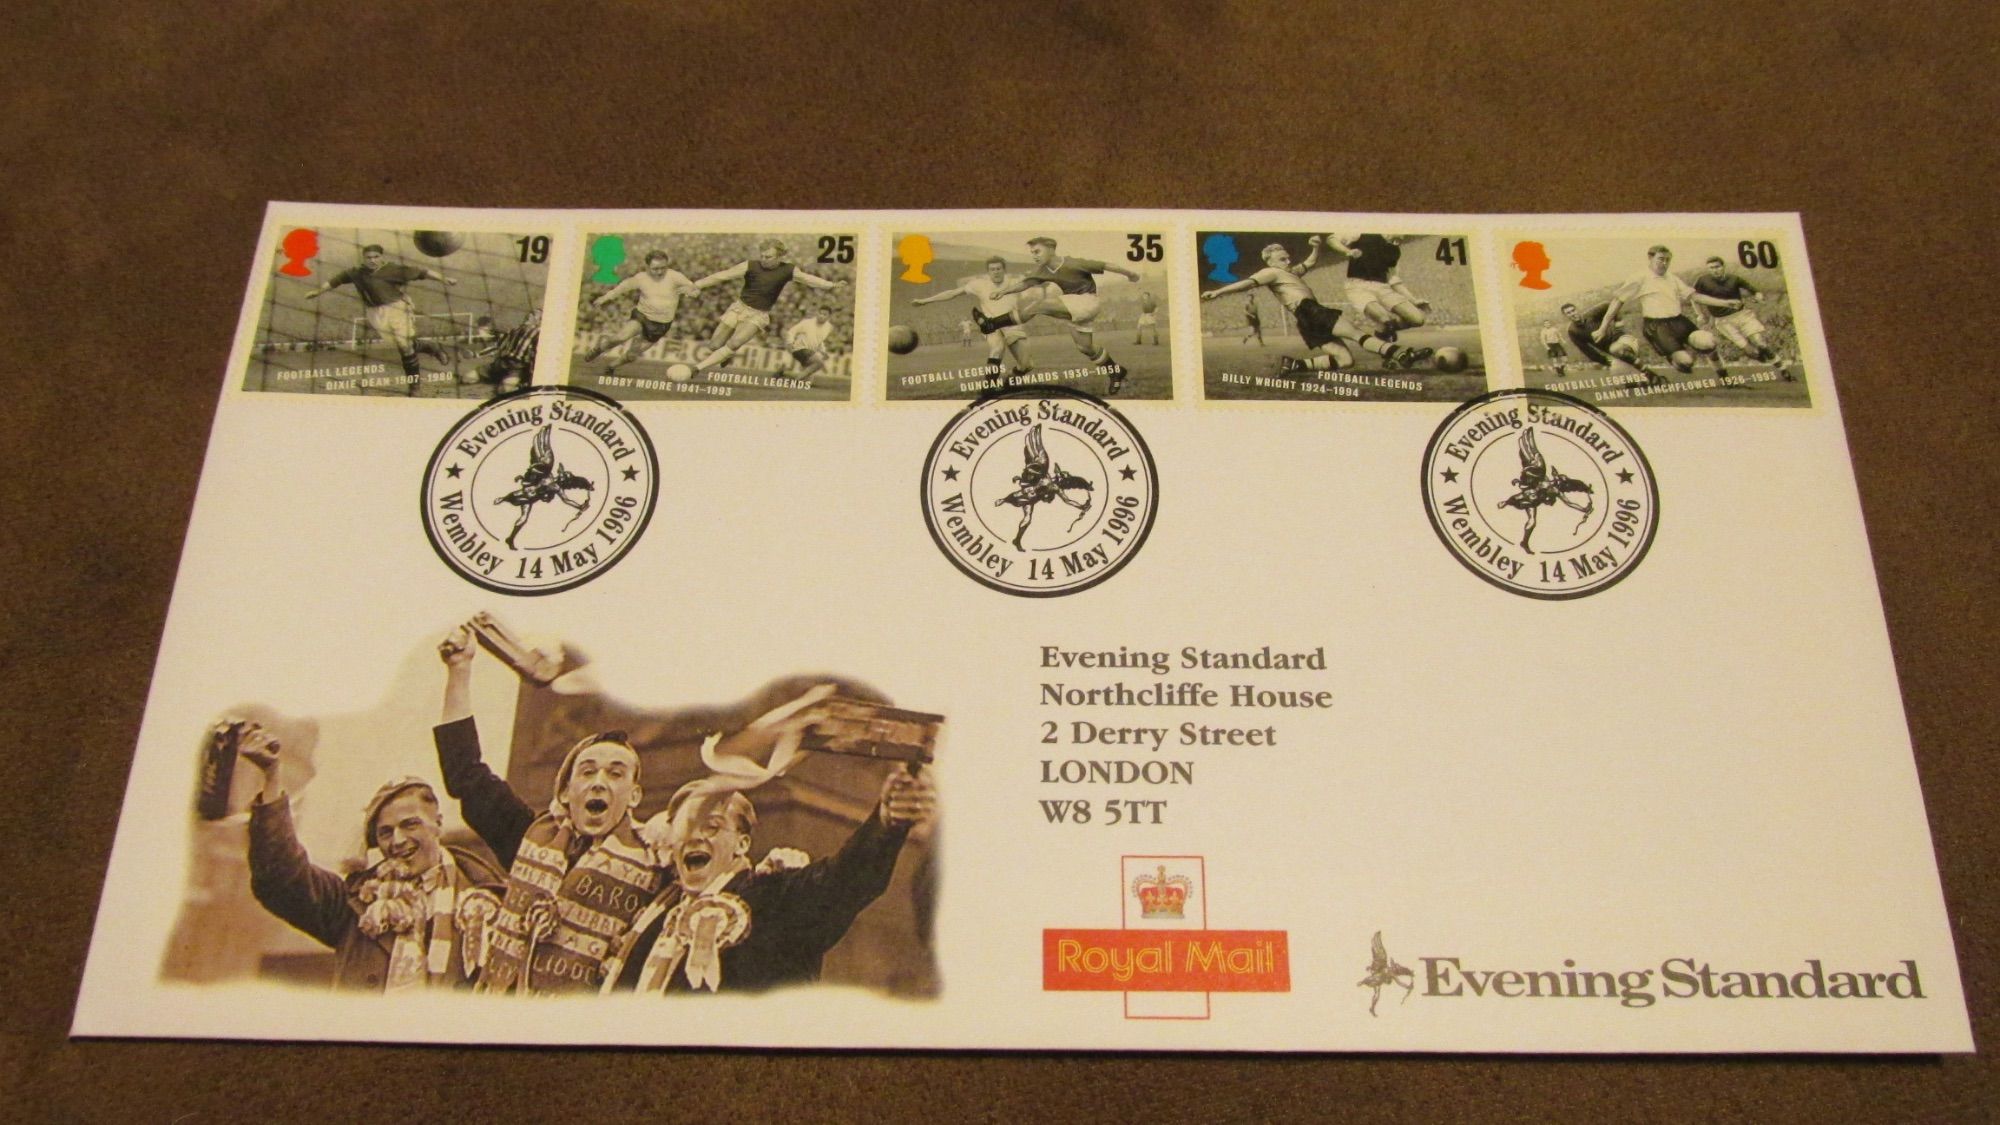 19
FOOTBALL LEGENDS
DIXIE DEAN 1907-1980
25
FOOTBALL LEGENDS
BOBBY MOORE 1941-1993
35
FOOTBALL LEGENDS
DUNCAN EDWARDS 1936-1958
41
FOOTBALL LEGENDS
BILLY WRIGHT 1924-1994
60
FOOTBALL LEGENDS
DANNY BLANCHFLOWER 1926-1993
Evening Standard
Wembley 14 May 1996
Evening Standard
Wembley 14 May 1996
Evening Standard
Wembley 14 May 1996
BARO
Evening Standard
Northcliffe House
2 Derry Street
LONDON
W8 5TT
Royal Mail
Evening Standard